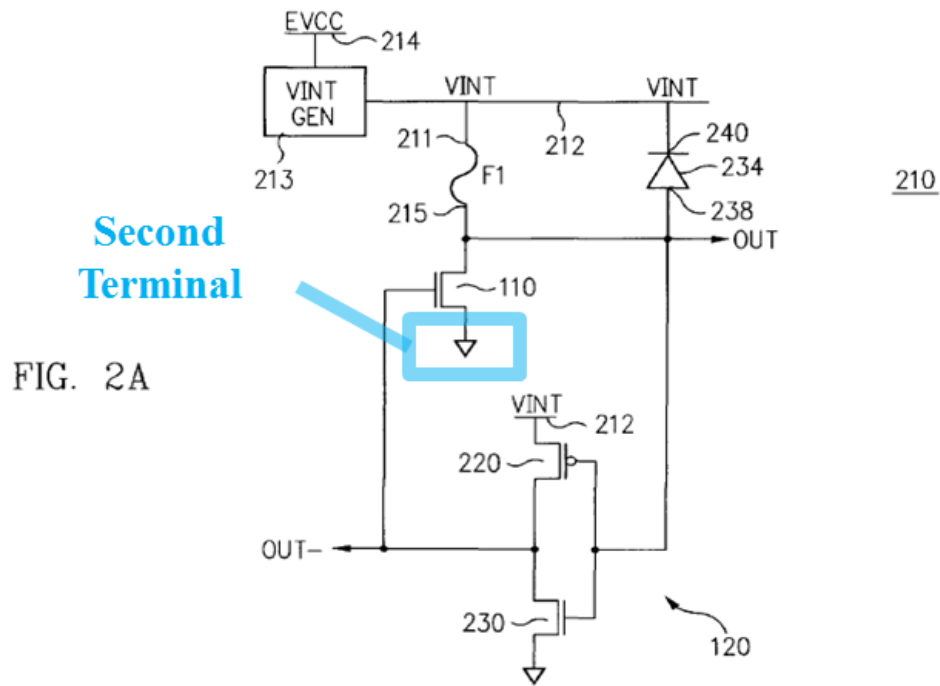 EVCC
214
VINT
GEN
213
VINT
VINT
212
211
F1
215
240
234
238
210
OUT
Second
Terminal
110
FIG. 2A
VINT
212
220
OUT-
230
120